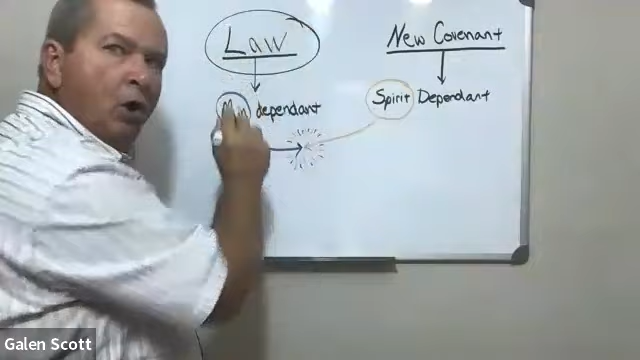 Law
New Covenant
dependant
Spirit Dependant
Galen Scott